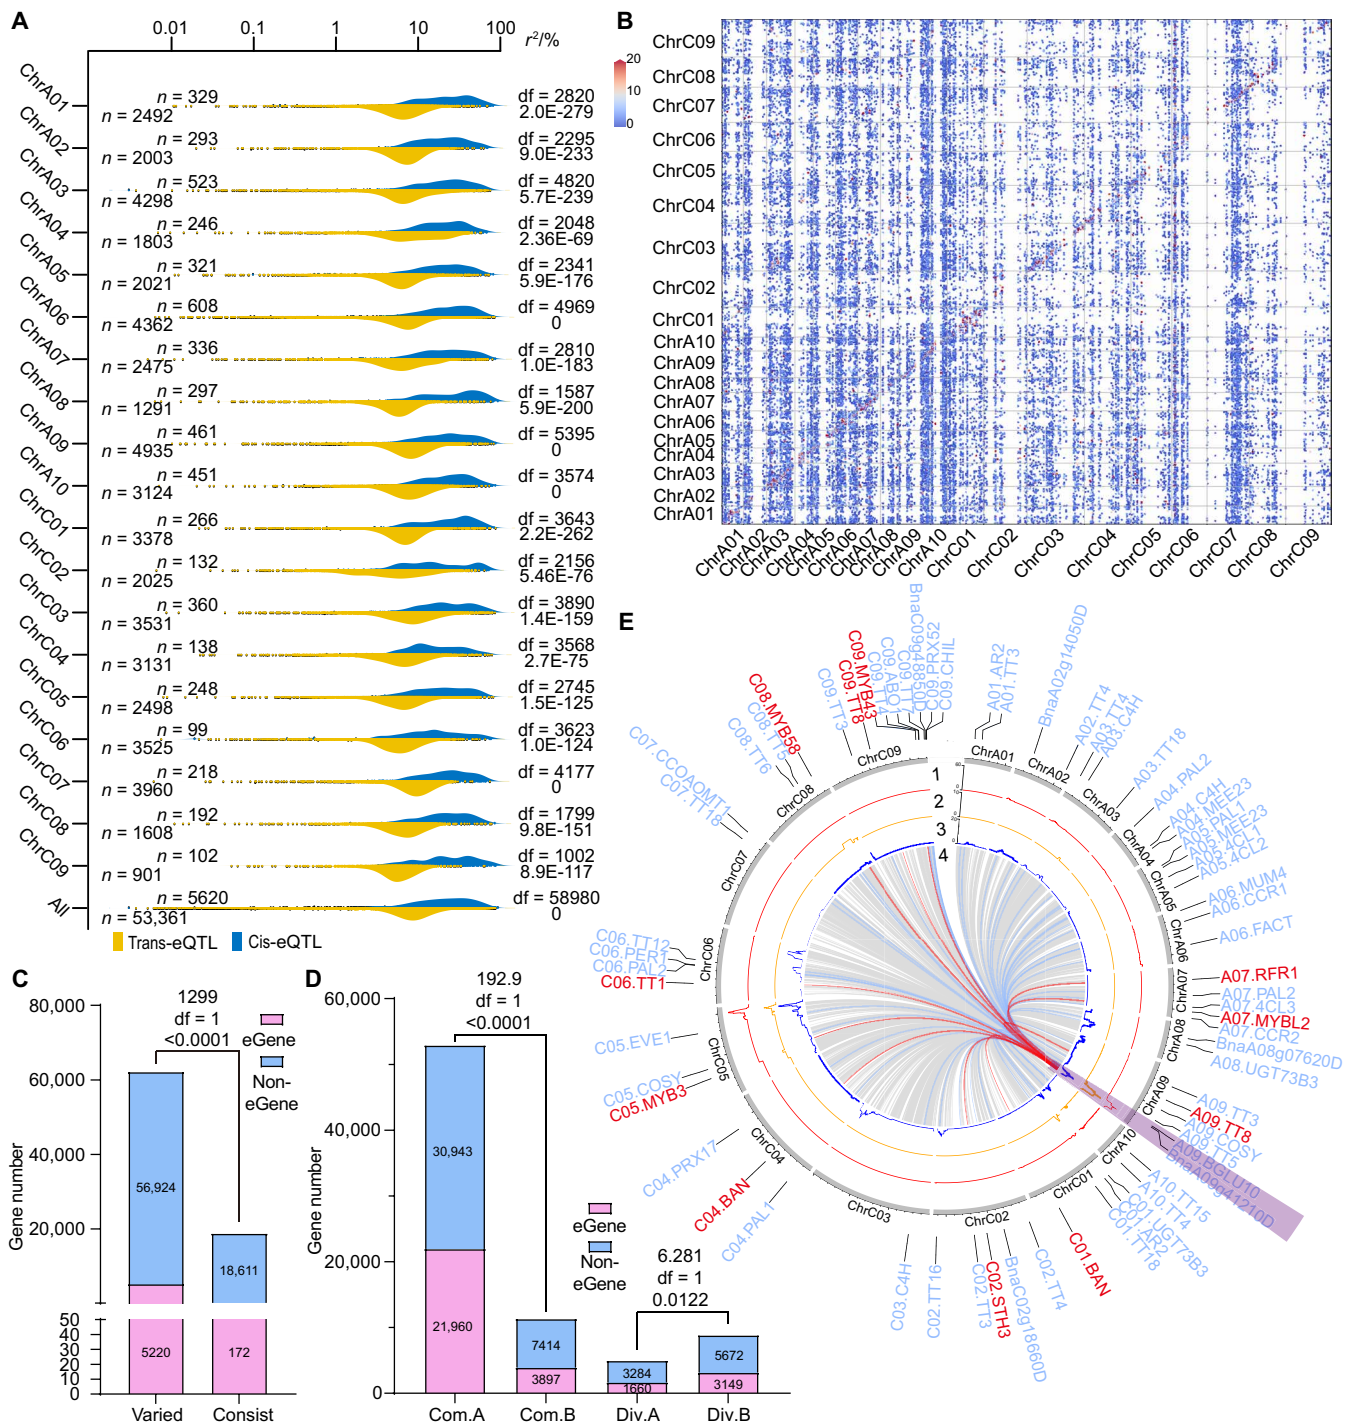 A
0.01
0.1
1
10
100
r²/%
ChrA01
n = 329
n = 2492
df = 2820
2.0E-279
ChrA02
n = 293
n = 2003
df = 2295
9.0E-233
ChrA03
n = 523
n = 4298
df = 4820
5.7E-239
ChrA04
n = 246
n = 1803
df = 2048
2.36E-69
ChrA05
n = 321
n = 2021
df = 2341
5.9E-176
ChrA06
n = 608
n = 4362
df = 4969
0
ChrA07
n = 336
n = 2475
df = 2810
1.0E-183
ChrA08
n = 297
n = 1291
df = 1587
5.9E-200
ChrA09
n = 461
n = 4935
df = 5395
0
ChrA10
n = 451
n = 3124
df = 3574
0
ChrC01
n = 266
n = 3378
df = 3643
2.2E-262
ChrC02
n = 132
n = 2025
df = 2156
5.46E-76
ChrC03
n = 360
n = 3531
df = 3890
1.4E-159
ChrC04
n = 138
n = 3131
df = 3568
2.7E-75
ChrC05
n = 248
n = 2498
df = 2745
1.5E-125
ChrC06
n = 99
n = 3525
df = 3623
1.0E-124
ChrC07
n = 218
n = 3960
df = 4177
0
ChrC08
n = 192
n = 1608
df = 1799
9.8E-151
ChrC09
n = 102
n = 901
df = 1002
8.9E-117
All
n = 5620
n = 53,361
df = 58980
0
Trans-eQTL
Cis-eQTL
B
20
10
0
ChrC09
ChrC08
ChrC07
ChrC06
ChrC05
ChrC04
ChrC03
ChrC02
ChrC01
ChrA10
ChrA09
ChrA08
ChrA07
ChrA06
ChrA05
ChrA04
ChrA03
ChrA02
ChrA01
ChrA01
ChrA02
ChrA03
ChrA04
ChrA05
ChrA06
ChrA07
ChrA08
ChrA09
ChrA10
ChrC01
ChrC02
ChrC03
ChrC04
ChrC05
ChrC06
ChrC07
ChrC08
ChrC09
C
Gene number
80,000
60,000
40,000
20,000
50
40
30
20
10
0
1299
df = 1
<0.0001
eGene
Non-
eGene
56,924
5220
18,611
172
Varied
Consist
D
Gene number
60,000
40,000
20,000
0
192.9
df = 1
<0.0001
30,943
21,960
7414
3897
eGene
Non-
eGene
6.281
df = 1
0.0122
3284
1660
5672
3149
Com.A
Com.B
Div.A
Div.B
E
1
2
3
4
ChrA01
ChrA02
ChrA03
ChrA04
ChrA05
ChrA06
ChrA07
ChrA08
ChrA09
ChrA10
ChrC01
ChrC02
ChrC03
ChrC04
ChrC05
ChrC06
ChrC07
ChrC08
ChrC09
A01.AR2
A01.TT3
BnaA02g14050D
A02.TT4
A03.TT4
A03.C4H
A03.TT18
A04.PAL2
A04.C4H
A04.MEE23
A05.PAL1
A05.MEE23
A05.4CL1
A05.4CL2
A06.MUM4
A06.CCR1
A06.FACT
A07.RFR1
A07.PAL2
A07.4CL3
A07.MYBL2
A07.CCR2
BnaA08g07620D
A08.UGT73B3
A09.TT3
A09.TT8
A09.COSY
A09.TT5
A09.BGLU10
BnaA09g41210D
A10.TT15
A10.TT4
C01.UGT73B3
C01.AR2
C01.TT18
C01.BAN
C02.TT4
BnaC02g18660D
C02.STH3
C02.TT3
C02.TT16
C03.C4H
C04.PAL1
C04.BAN
C04.PRX17
C05.MYB3
C05.COSY
C05.EVE1
C06.TT1
C06.PAL2
C06.PER1
C06.TT12
C07.TT18
C07.CCOAOMT1
C08.TT6
C08.TT5
C08.MYB58
C09.TT3
C09.TT8
C09.MYB43
C09.TT4
C09.ABQ1
C09.TT7
BnaC09g48850D
C09.PRX52
C09.CHIL